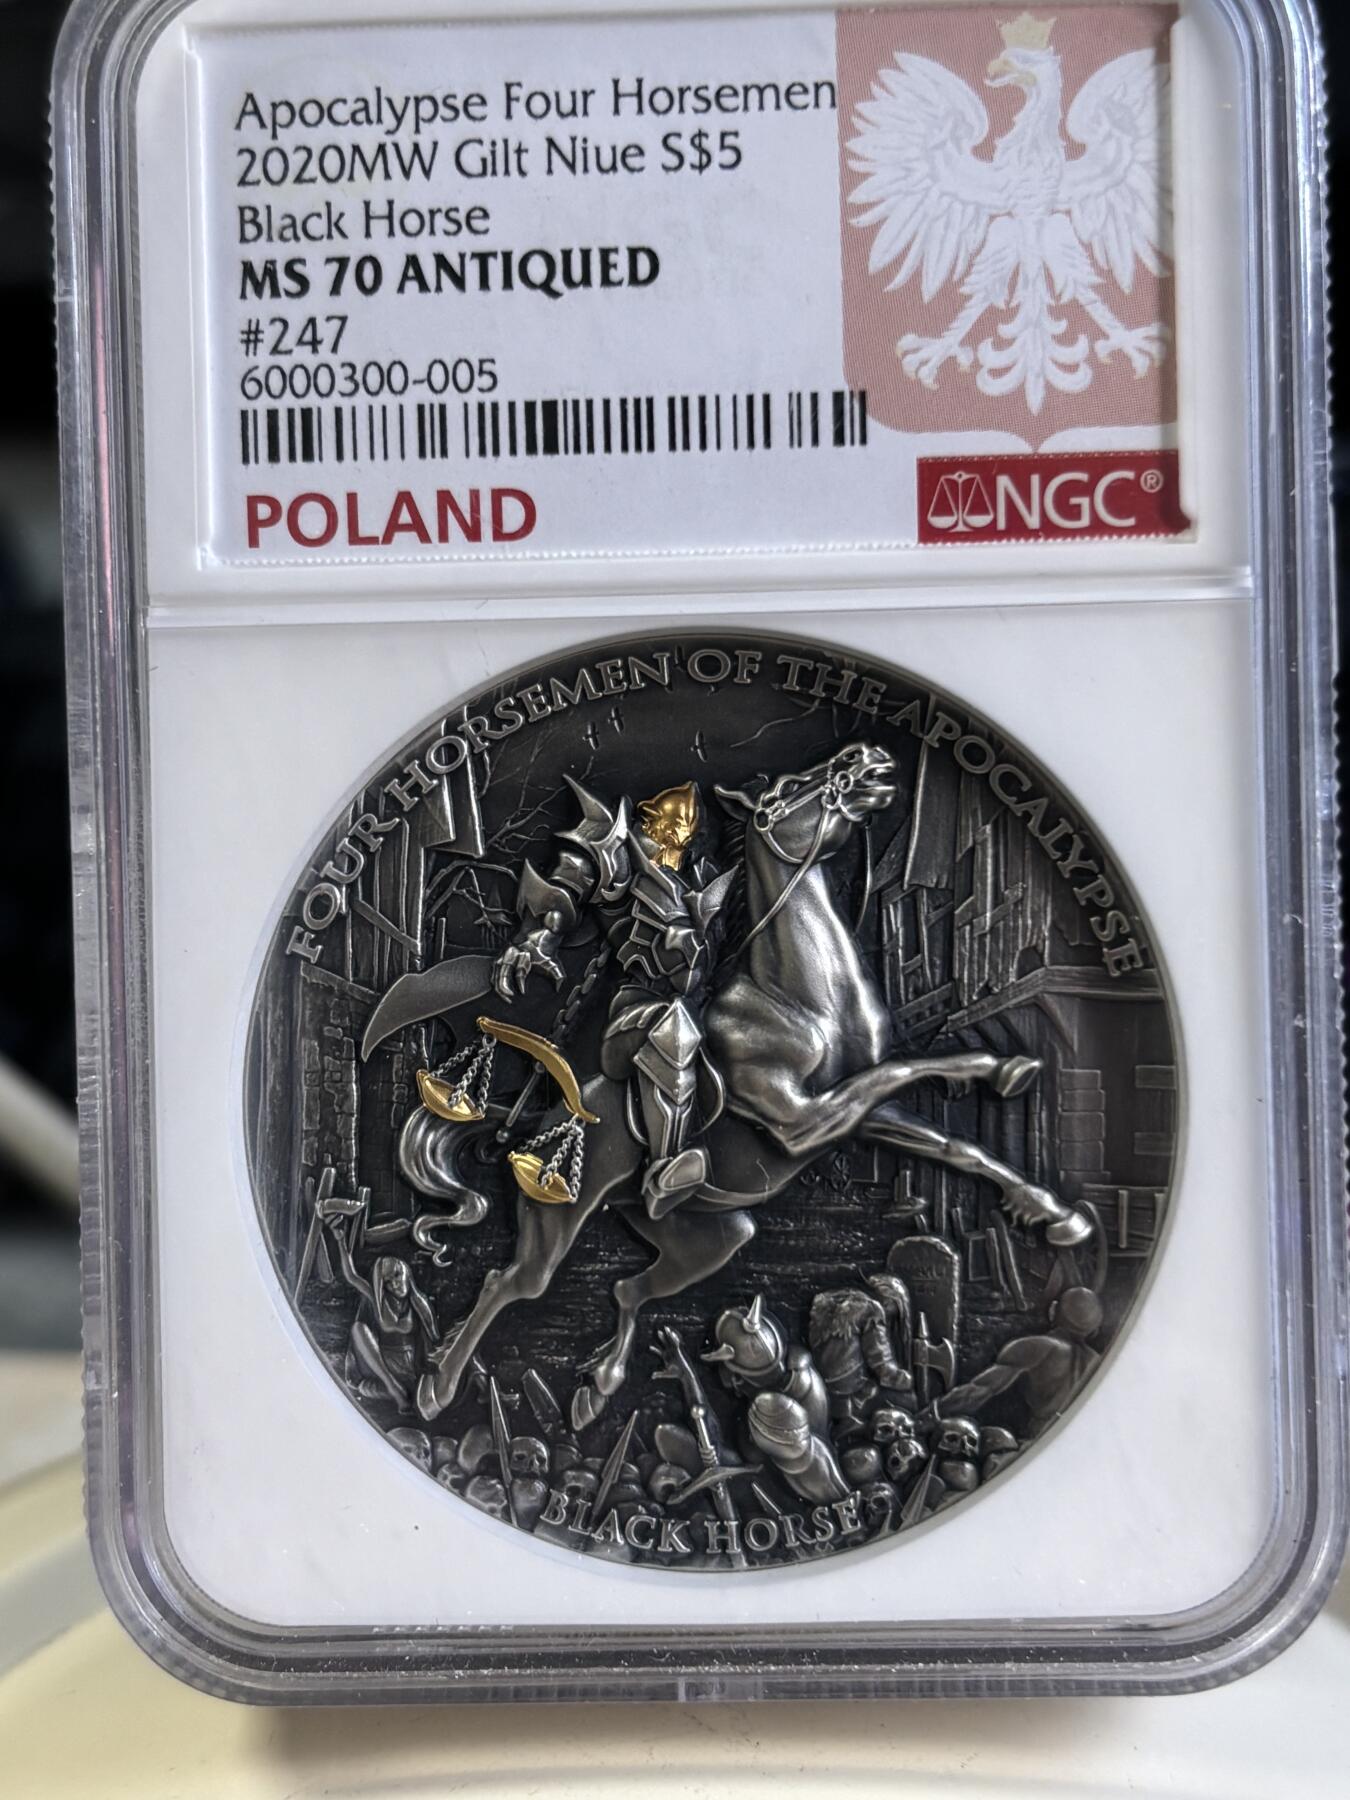 Apocalypse Four Horsemen
2020MW Gilt Niue S$5
Black Horse
MS 70 ANTIQUED
#247
6000300-005
POLAND
NGC®
FOUR HORSEMEN OF THE APOCALYPSE
BLACK HORSE